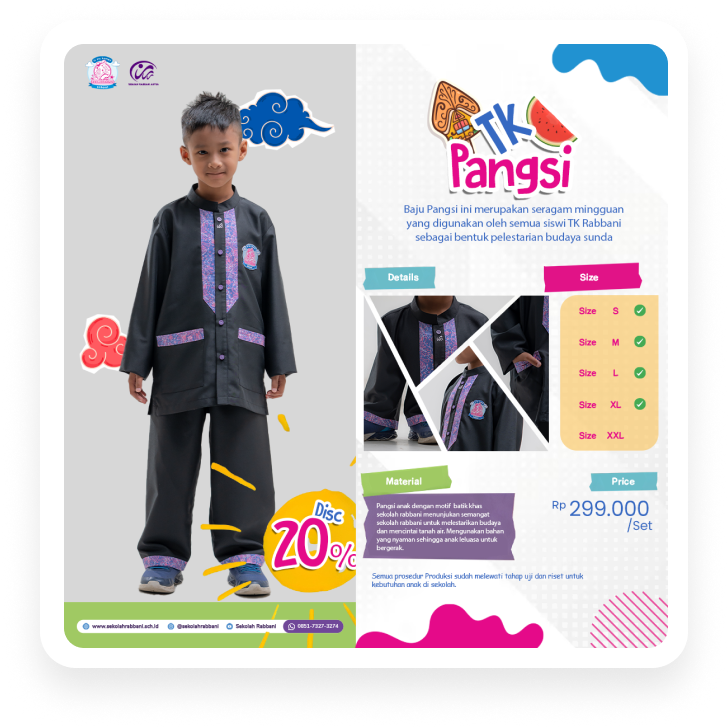 TK
Pangsi
Baju Pangsi ini merupakan seragam mingguan
yang digunakan oleh semua siswi TK Rabbani
sebagai bentuk pelestarian budaya sunda
Details
Size
Size S
Size M
Size L
Size XL
Size XXL
Material
Pangsi anak dengan motif batik khas
sekolah rabbani menunjukan semangat
sekolah rabbani untuk melestarikan budaya
dan mencintai tanah air. Mengunakan bahan
yang nyaman sehingga anak leluasa untuk
bergerak.
Price
Rp 299.000
/Set
Semua prosedur Produksi sudah melewati tahap uji dan riset untuk
kebutuhan anak di sekolah.
Disc
20%
www.sekolahrabbani.sch.id
@sekolahrabbani
Sekolah Rabbani
0851-7327-3274